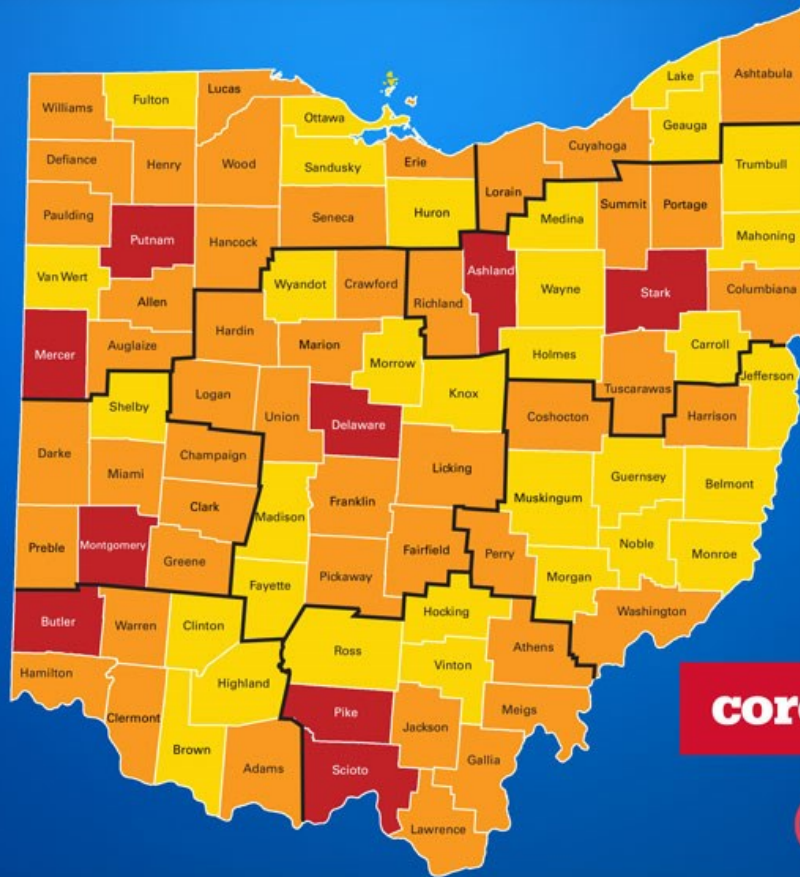 Lake
Ashtabula
Williams
Fulton
Lucas
Ottawa
Geauga
Defiance
Henry
Wood
Sandusky
Erie
Cuyahoga
Trumbull
Lorain
Paulding
Seneca
Huron
Medina
Summit
Portage
Putnam
Hancock
Mahoning
Van Wert
Allen
Wyandot
Crawford
Richland
Ashland
Wayne
Stark
Columbiana
Mercer
Auglaize
Hardin
Marion
Morrow
Holmes
Carroll
Jefferson
Shelby
Logan
Union
Delaware
Knox
Coshocton
Tuscarawas
Harrison
Darke
Miami
Champaign
Licking
Guernsey
Belmont
Clark
Madison
Franklin
Muskingum
Preble
Montgomery
Greene
Fairfield
Perry
Noble
Monroe
Fayette
Pickaway
Morgan
Butler
Warren
Clinton
Hocking
Washington
Ross
Athens
Hamilton
Highland
Vinton
Clermont
Pike
Jackson
Meigs
cor
Brown
Adams
Scioto
Gallia
Lawrence